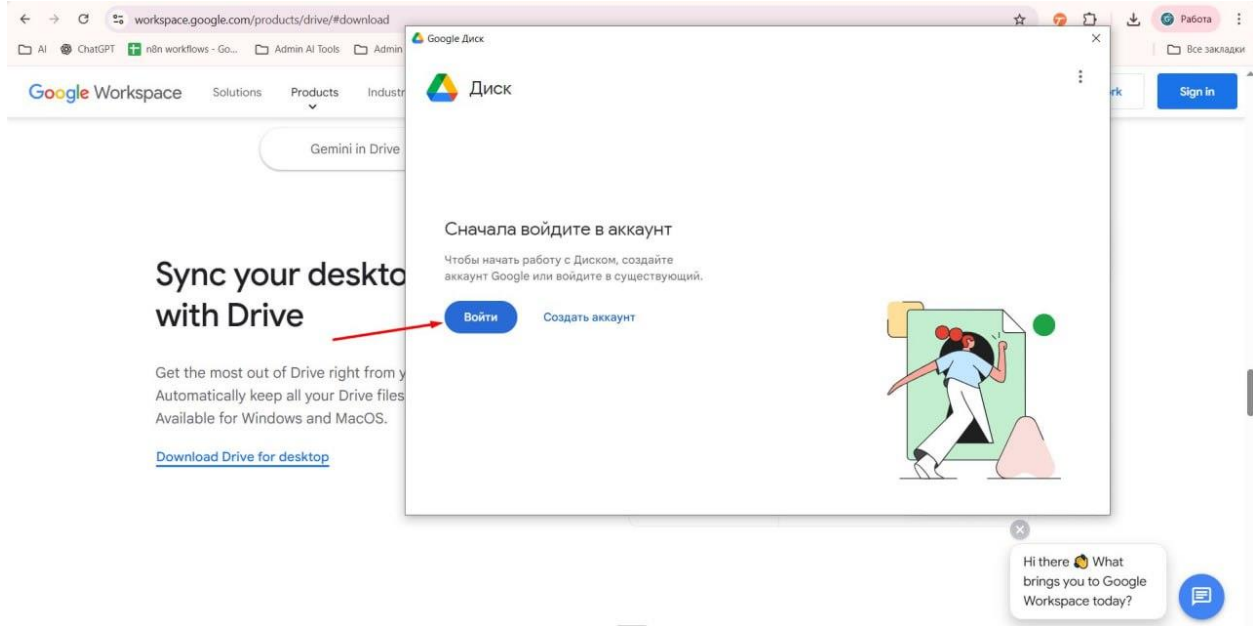 workspace.google.com/products/drive/#download
Работа
AI
ChatGPT
n8n workflows - Go...
Admin AI Tools
Admin
Все закладки
Google Диск
Google Workspace
Solutions
Products
Industr
rk
Sign in
Диск
Gemini in Drive
Сначала войдите в аккаунт
Чтобы начать работу с Диском, создайте
аккаунт Google или войдите в существующий.
Войти
Создать аккаунт
Sync your deskto
with Drive
Get the most out of Drive right from y
Automatically keep all your Drive files
Available for Windows and MacOS.
Download Drive for desktop
Hi there 👋 What
brings you to Google
Workspace today?